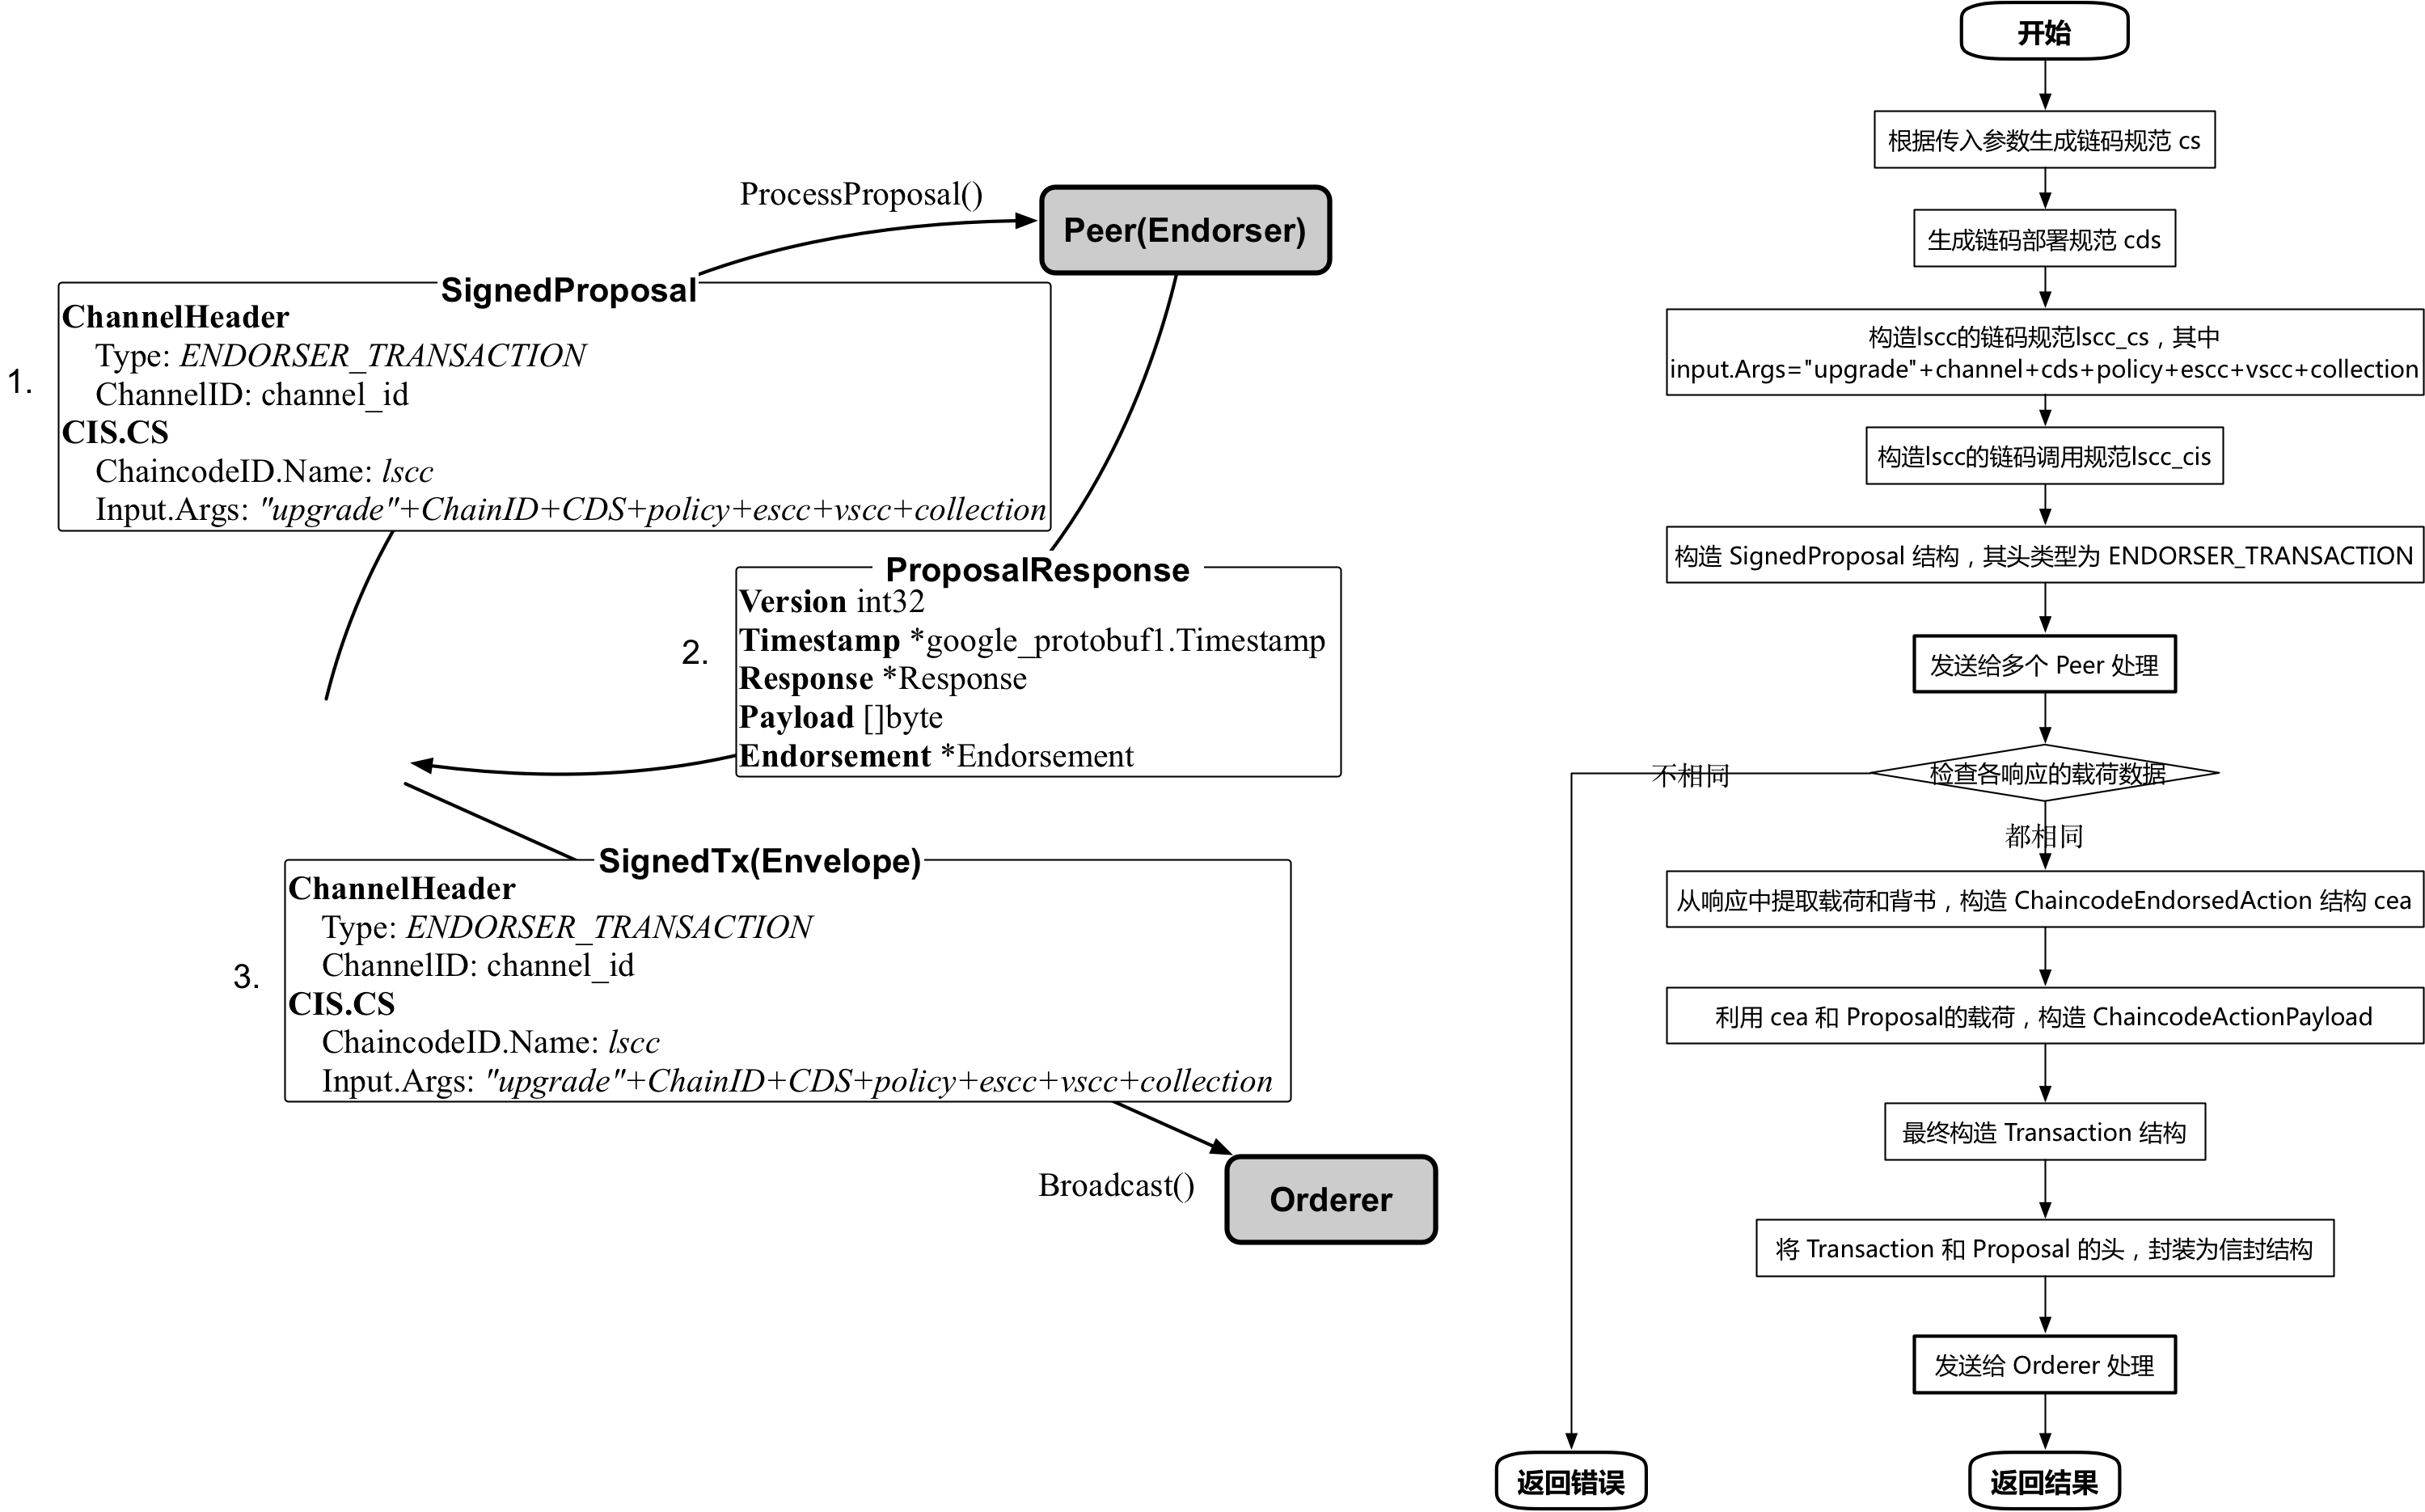 ProcessProposal()
Peer(Endorser)
SignedProposal
1.
ChannelHeader
Type: ENDORSER_TRANSACTION
ChannelID: channel_id
CIS.CS
ChaincodeID.Name: lscc
Input.Args: "upgrade"+ChainID+CDS+policy+escc+vscc+collection
ProposalResponse
2.
Version int32
Timestamp *google_protobuf1.Timestamp
Response *Response
Payload []byte
Endorsement *Endorsement
SignedTx(Envelope)
3.
ChannelHeader
Type: ENDORSER_TRANSACTION
ChannelID: channel_id
CIS.CS
ChaincodeID.Name: lscc
Input.Args: "upgrade"+ChainID+CDS+policy+escc+vscc+collection
Broadcast()
Orderer
开始
根据传入参数生成链码规范 cs
生成链码部署规范 cds
构造lscc的链码规范lscc_cs，其中
input.Args="upgrade"+channel+cds+policy+escc+vscc+collection
构造lscc的链码调用规范lscc_cis
构造 SignedProposal 结构，其头类型为 ENDORSER_TRANSACTION
发送给多个 Peer 处理
检查各响应的载荷数据
不相同
都相同
从响应中提取载荷和背书，构造 ChaincodeEndorsedAction 结构 cea
利用 cea 和 Proposal的载荷，构造 ChaincodeActionPayload
最终构造 Transaction 结构
将 Transaction 和 Proposal 的头，封装为信封结构
发送给 Orderer 处理
返回错误
返回结果